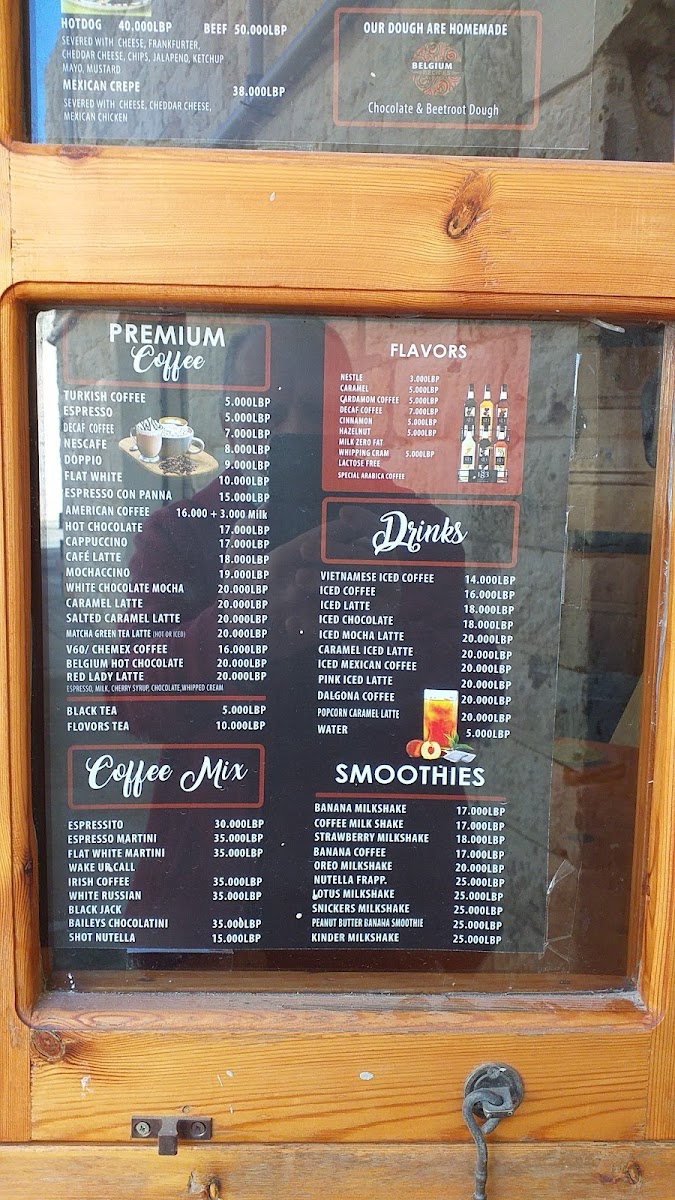 HOTDOG 40.000LBP BEEF 50.000LBP
SEVERED WITH CHEESE, FRANKFURTER,
CHEDDAR CHEESE, CHIPS, JALAPENO, KETCHUP
MAYO, MUSTARD
MEXICAN CREPE 38.000LBP
SEVERED WITH CHEESE, CHEDDAR CHEESE,
MEXICAN CHICKEN
OUR DOUGH ARE HOMEMADE
BELGIUM
Chocolate & Beetroot Dough
PREMIUM
Coffee
TURKISH COFFEE 5.000LBP
ESPRESSO 5.000LBP
DECAF COFFEE 7.000LBP
NESCAFE 8.000LBP
DOPPIO 9.000LBP
FLAT WHITE 10.000LBP
ESPRESSO CON PANNA 15.000LBP
AMERICAN COFFEE 16.000 + 3.000 Milk
HOT CHOCOLATE 17.000LBP
CAPPUCCINO 17.000LBP
CAFÉ LATTE 18.000LBP
MOCHACCINO 19.000LBP
WHITE CHOCOLATE MOCHA 20.000LBP
CARAMEL LATTE 20.000LBP
SALTED CARAMEL LATTE 20.000LBP
MATCHA GREEN TEA LATTE (HOT OR ICED) 20.000LBP
V60/ CHEMEX COFFEE 16.000LBP
BELGIUM HOT CHOCOLATE 20.000LBP
RED LADY LATTE 20.000LBP
ESPRESSO, MILK, CHERRY SYRUP, CHOCOLATE,WHIPPED CREAM
BLACK TEA 5.000LBP
FLOVORS TEA 10.000LBP
Coffee Mix
ESPRESSITO 30.000LBP
ESPRESSO MARTINI 35.000LBP
FLAT WHITE MARTINI 35.000LBP
WAKE UP CALL
IRISH COFFEE 35.000LBP
WHITE RUSSIAN 35.000LBP
BLACK JACK
BAILEYS CHOCOLATINI 35.000LBP
SHOT NUTELLA 15.000LBP
FLAVORS
NESTLE 3.000LBP
CARAMEL 5.000LBP
CARDAMOM COFFEE 5.000LBP
DECAF COFFEE 7.000LBP
CINNAMON 5.000LBP
HAZELNUT 5.000LBP
MILK ZERO FAT
WHIPPING CRAM 5.000LBP
LACTOSE FREE
SPECIAL ARABICA COFFEE
Drinks
VIETNAMESE ICED COFFEE 14.000LBP
ICED COFFEE 16.000LBP
ICED LATTE 18.000LBP
ICED CHOCOLATE 18.000LBP
ICED MOCHA LATTE 20.000LBP
CARAMEL ICED LATTE 20.000LBP
ICED MEXICAN COFFEE 20.000LBP
PINK ICED LATTE 20.000LBP
DALGONA COFFEE 20.000LBP
POPCORN CARAMEL LATTE 20.000LBP
WATER 5.000LBP
SMOOTHIES
BANANA MILKSHAKE 17.000LBP
COFFEE MILK SHAKE 17.000LBP
STRAWBERRY MILKSHAKE 18.000LBP
BANANA COFFEE 17.000LBP
OREO MILKSHAKE 20.000LBP
NUTELLA FRAPP. 25.000LBP
LOTUS MILKSHAKE 25.000LBP
SNICKERS MILKSHAKE 25.000LBP
PEANUT BUTTER BANAHA SMOOTHIE 25.000LBP
KINDER MILKSHAKE 25.000LBP